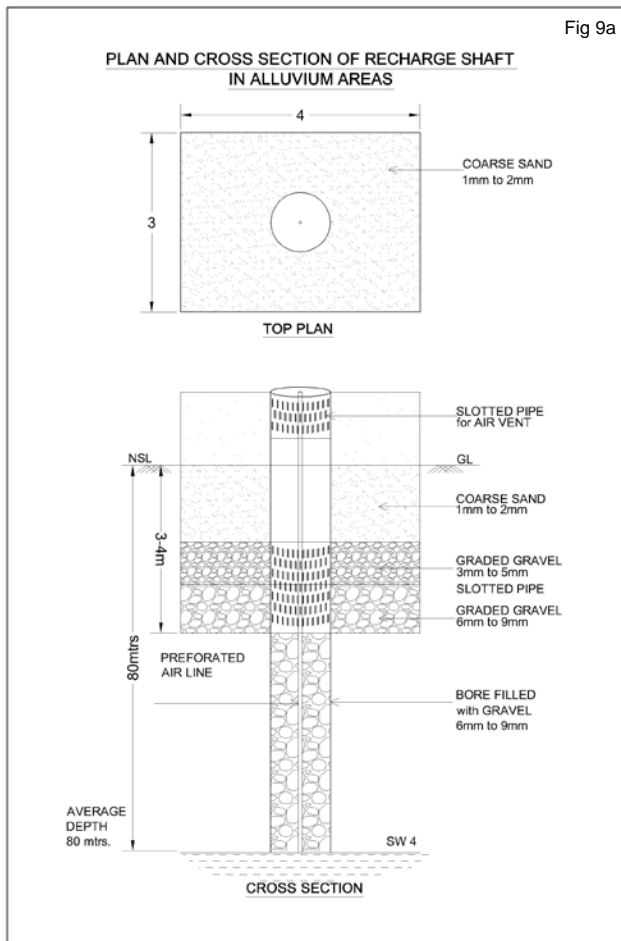 Fig 9a
PLAN AND CROSS SECTION OF RECHARGE SHAFT
IN ALLUVIUM AREAS
4
3
COARSE SAND
1mm to 2mm
TOP PLAN
SLOTTED PIPE
for AIR VENT
NSL
GL
COARSE SAND
1mm to 2mm
3-4m
GRADED GRAVEL
3mm to 5mm
SLOTTED PIPE
GRADED GRAVEL
6mm to 9mm
80mtrs
PREFORATED
AIR LINE
BORE FILLED
with GRAVEL
6mm to 9mm
AVERAGE
DEPTH
80 mtrs.
SW 4
CROSS SECTION